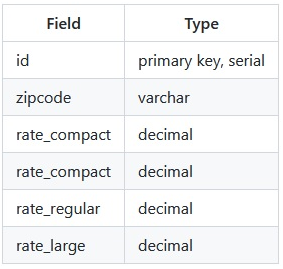 Field Type
id primary key, serial
zipcode varchar
rate_compact decimal
rate_compact decimal
rate_regular decimal
rate_large decimal